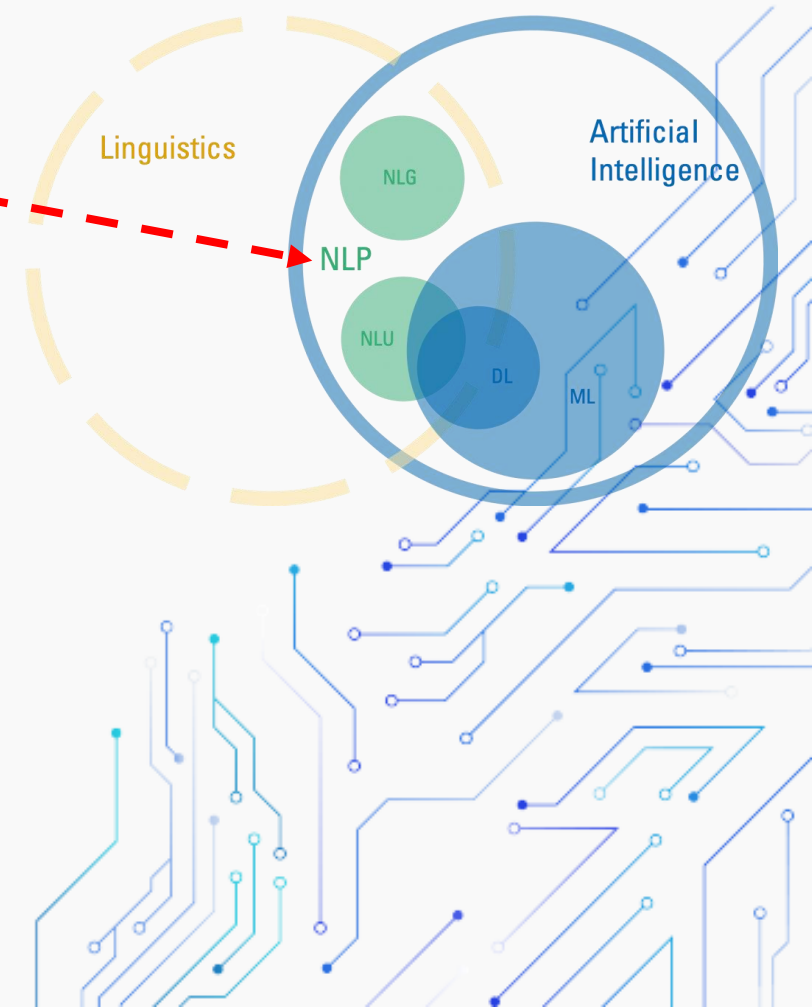 Linguistics
Artificial
Intelligence
NLG
NLP
NLU
DL
ML